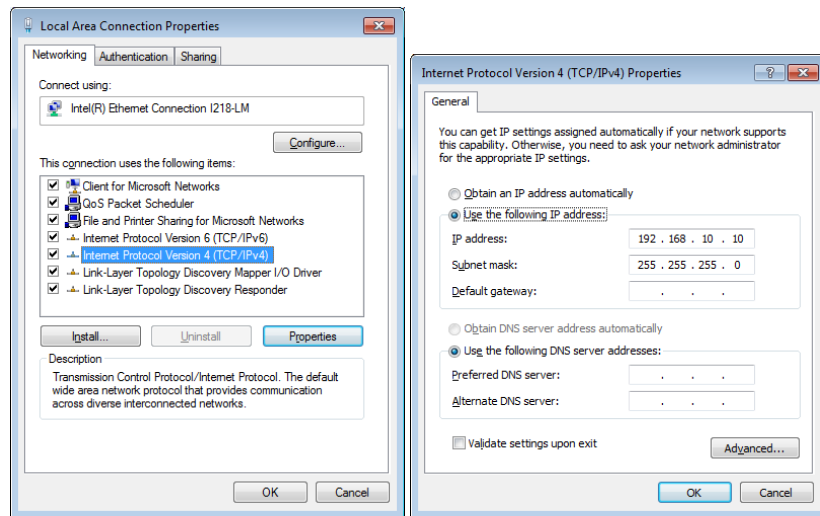 Local Area Connection Properties
Networking Authentication Sharing
Connect using:
Intel(R) Ethernet Connection I218-LM
Configure...
This connection uses the following items:
Client for Microsoft Networks
QoS Packet Scheduler
File and Printer Sharing for Microsoft Networks
Internet Protocol Version 6 (TCP/IPv6)
Internet Protocol Version 4 (TCP/IPv4)
Link-Layer Topology Discovery Mapper I/O Driver
Link-Layer Topology Discovery Responder
Install... Uninstall Properties
Description
Transmission Control Protocol/Internet Protocol. The default
wide area network protocol that provides communication
across diverse interconnected networks.
OK Cancel
Internet Protocol Version 4 (TCP/IPv4) Properties
General
You can get IP settings assigned automatically if your network supports
this capability. Otherwise, you need to ask your network administrator
for the appropriate IP settings.
Obtain an IP address automatically
Use the following IP address:
IP address: 192 . 168 . 10 . 10
Subnet mask: 255 . 255 . 255 . 0
Default gateway: . . .
Obtain DNS server address automatically
Use the following DNS server addresses:
Preferred DNS server: . . .
Alternate DNS server: . . .
Validate settings upon exit
Advanced...
OK Cancel